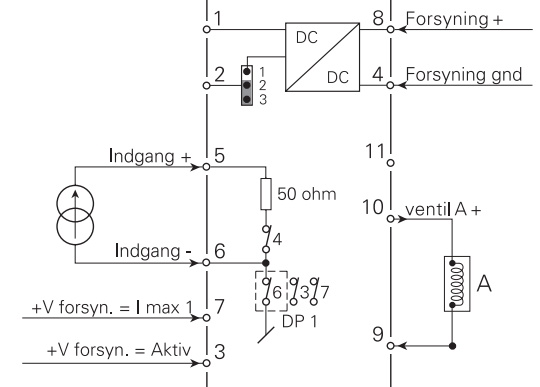 1
8
Forsyning +
DC
DC
2
1
2
3
4
Forsyning gnd
Indgang +
5
11
50 ohm
10
ventil A +
4
Indgang -
6
6
3
7
A
DP 1
+V forsyn. = I max 1
7
9
+V forsyn. = Aktiv
3